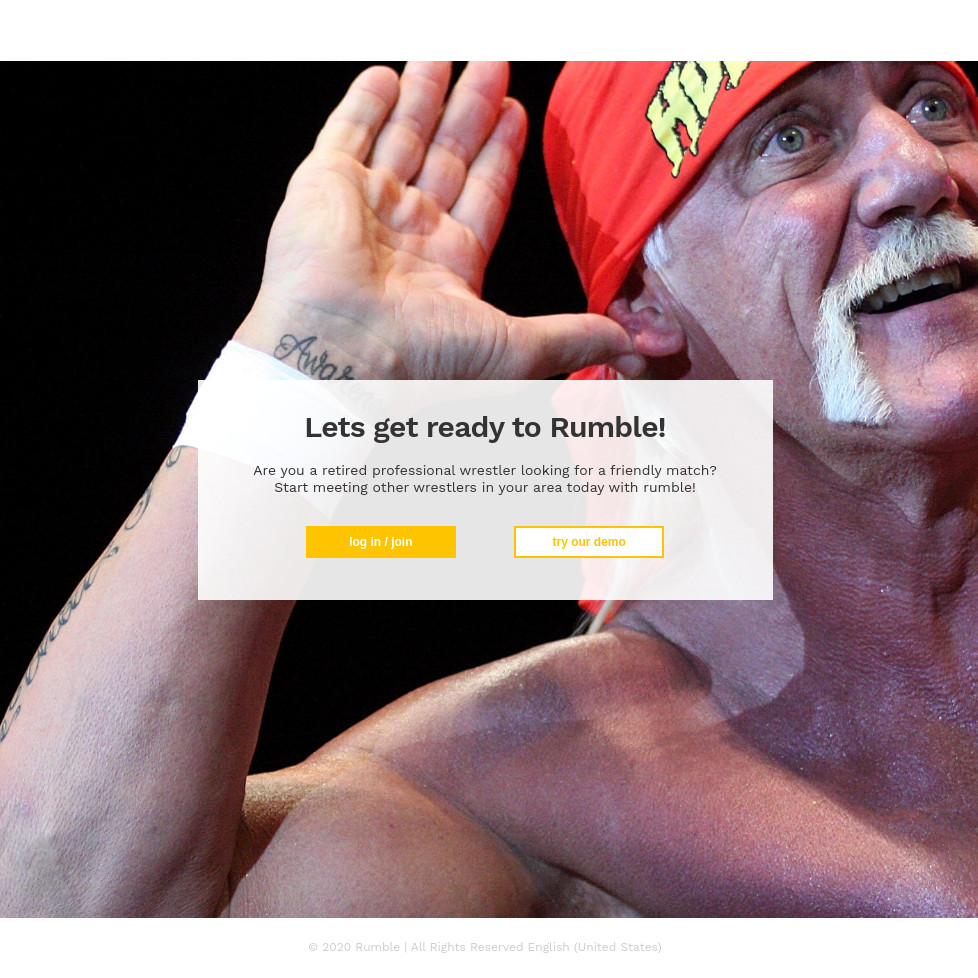 Lets get ready to Rumble!
Are you a retired professional wrestler looking for a friendly match?
Start meeting other wrestlers in your area today with rumble!
log in / join
try our demo
© 2020 Rumble | All Rights Reserved English (United States)